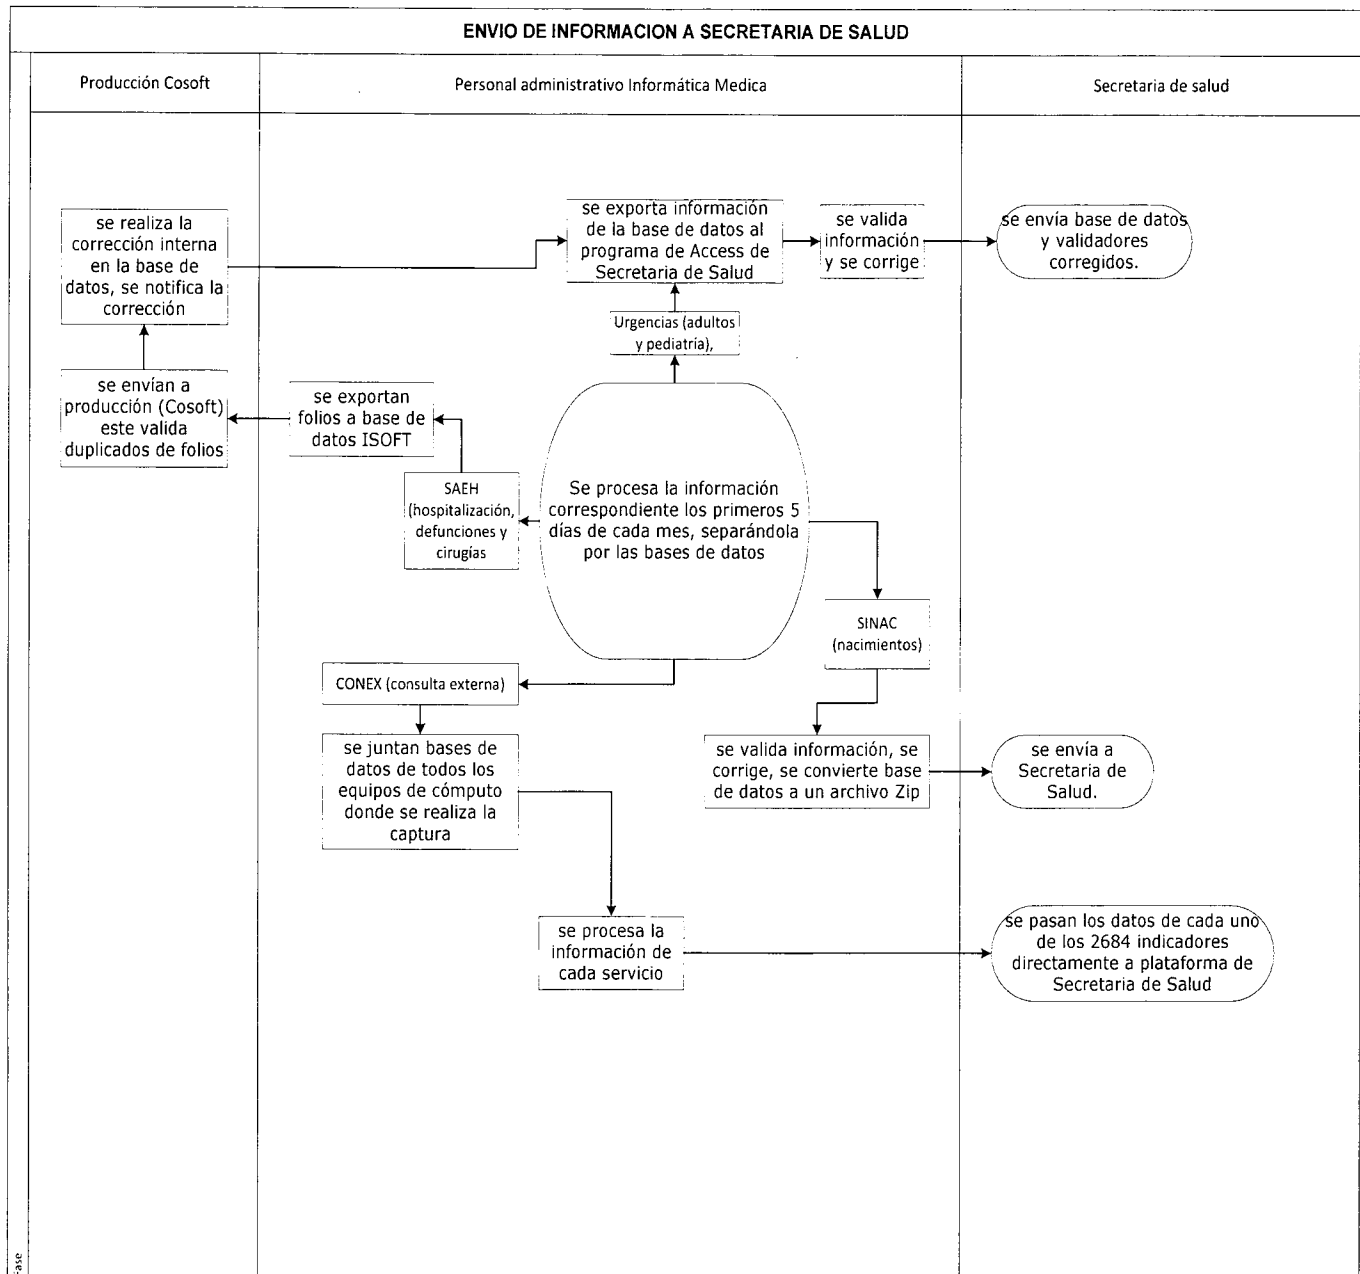 ENVIO DE INFORMACION A SECRETARIA DE SALUD
Producción Cosoft
Personal administrativo Informática Medica
Secretaria de salud
se realiza la
corrección interna
en la base de
datos, se notifica la
corrección
se exporta información
de la base de datos al
programa de Access de
Secretaria de Salud
se valida
información
y se corrige
se envía base de datos
y validadores
corregidos.
Urgencias (adultos
y pediatría),
se envían a
producción (Cosoft)
este valida
duplicados de folios
se exportan
folios a base de
datos ISOFT
SAEH
(hospitalización,
defunciones y
cirugías
Se procesa la información
correspondiente los primeros 5
días de cada mes, separándola
por las bases de datos
SINAC
(nacimientos)
CONEX (consulta externa)
se juntan bases de
datos de todos los
equipos de cómputo
donde se realiza la
captura
se valida información, se
corrige, se convierte base
de datos a un archivo Zip
se envía a
Secretaria de
Salud.
se procesa la
información de
cada servicio
se pasan los datos de cada uno
de los 2684 indicadores
directamente a plataforma de
Secretaria de Salud
Fase